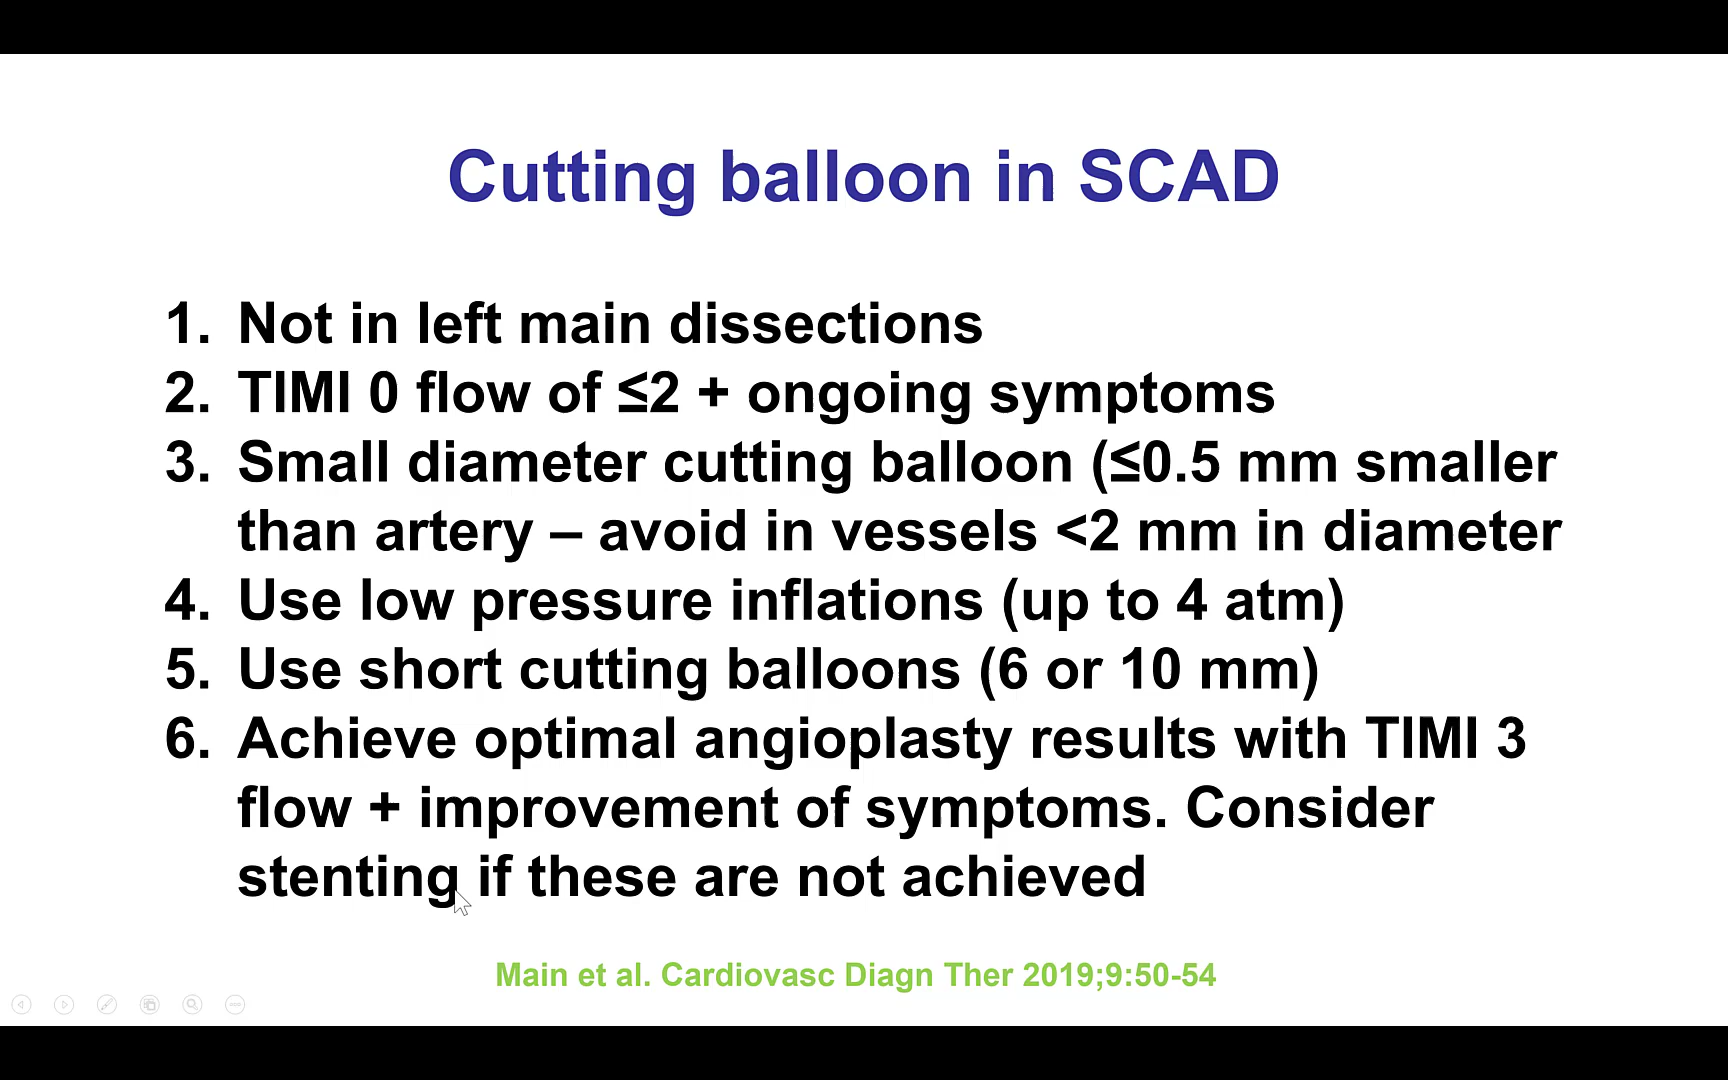 Cutting balloon in SCAD
1. Not in left main dissections
2. TIMI 0 flow of ≤2 + ongoing symptoms
3. Small diameter cutting balloon (≤0.5 mm smaller
than artery – avoid in vessels <2 mm in diameter
4. Use low pressure inflations (up to 4 atm)
5. Use short cutting balloons (6 or 10 mm)
6. Achieve optimal angioplasty results with TIMI 3
flow + improvement of symptoms. Consider
stenting if these are not achieved
Main et al. Cardiovasc Diagn Ther 2019;9:50-54